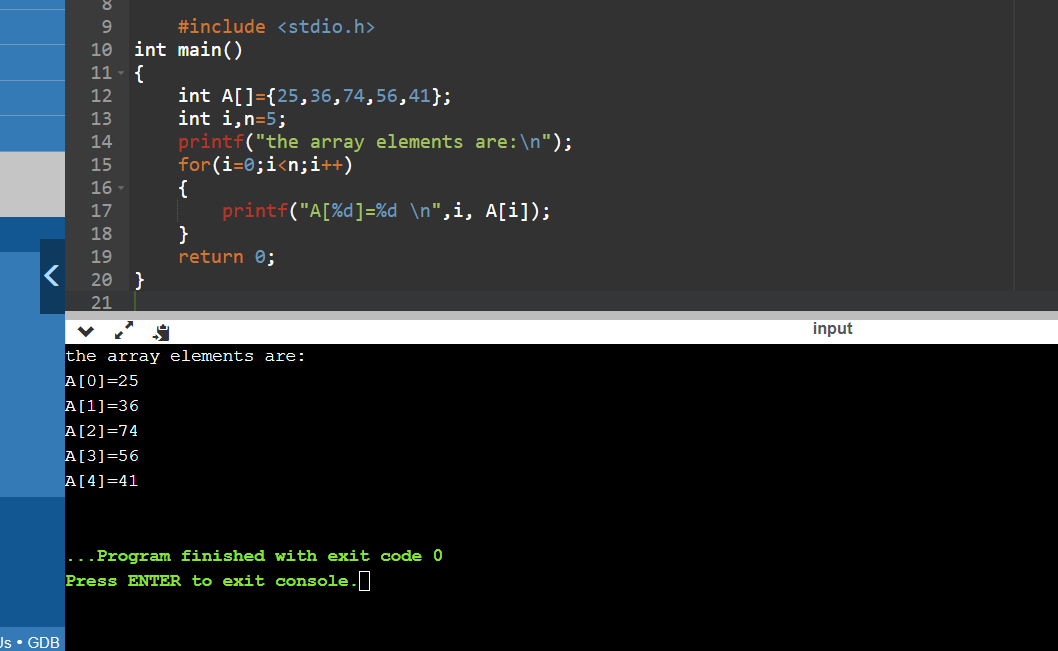 8
9 #include <stdio.h>
10 int main()
11 {
12 int A[]={25,36,74,56,41};
13 int i,n=5;
14 printf("the array elements are:\n");
15 for(i=0;i<n;i++)
16 {
17 printf("A[%d]=%d \n",i, A[i]);
18 }
19 return 0;
20 }
21
input
the array elements are:
A[0]=25
A[1]=36
A[2]=74
A[3]=56
A[4]=41
...Program finished with exit code 0
Press ENTER to exit console.
Us • GDB